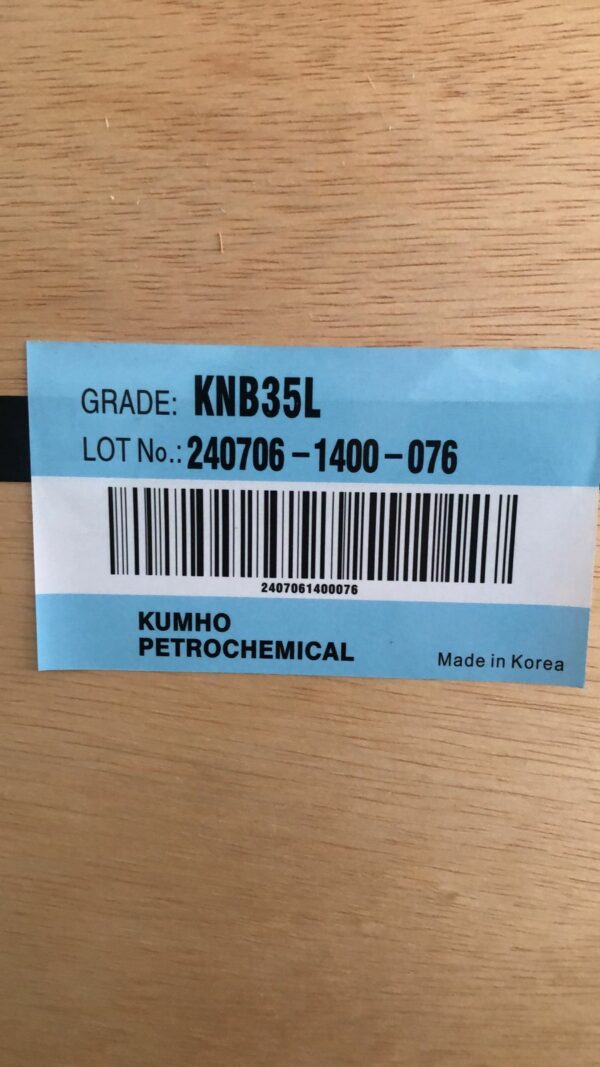 GRADE: KNB35L
LOT No.: 240706-1400-076
2407061400076
KUMHO
PETROCHEMICAL
Made in Korea